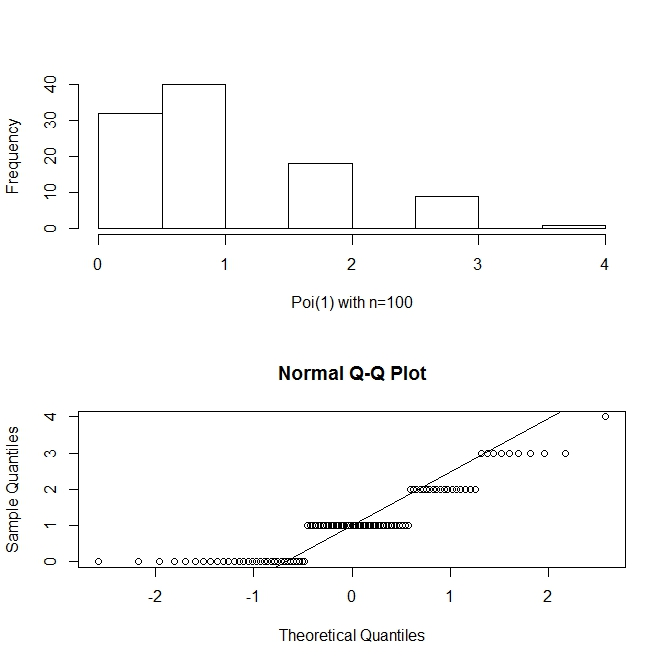 Frequency
40
30
20
10
0
0 1 2 3 4
Poi(1) with n=100
Normal Q-Q Plot
Sample Quantiles
4
3
2
1
0
-2 -1 0 1 2
Theoretical Quantiles